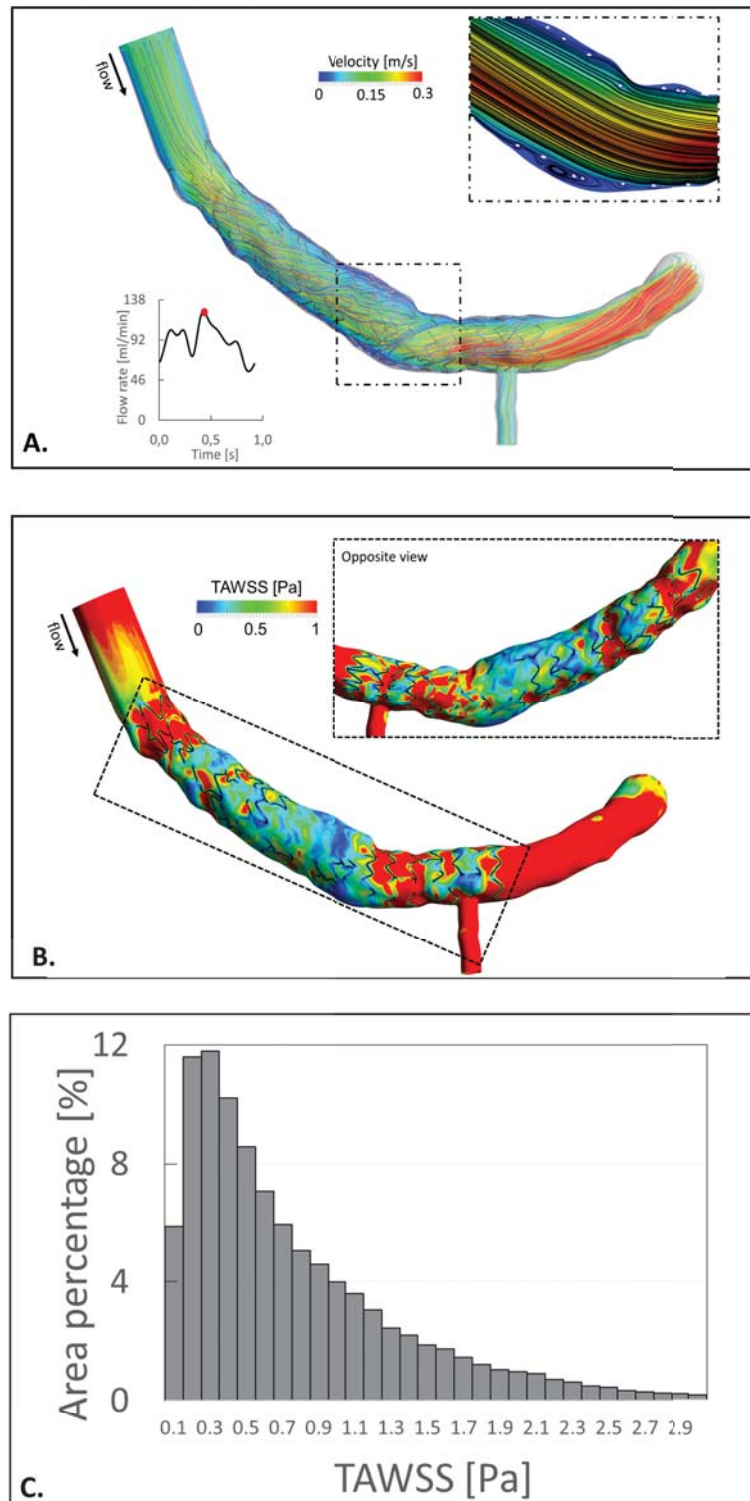 flow
Velocity [m/s]
0 0.15 0.3
Flow rate [ml/min]
138
92
46
0
0,0 0,5 1,0
Time [s]
A.
flow
TAWSS [Pa]
0 0.5 1
Opposite view
B.
Area percentage [%]
12
8
4
0
0.1 0.3 0.5 0.7 0.9 1.1 1.3 1.5 1.7 1.9 2.1 2.3 2.5 2.7 2.9
TAWSS [Pa]
C.